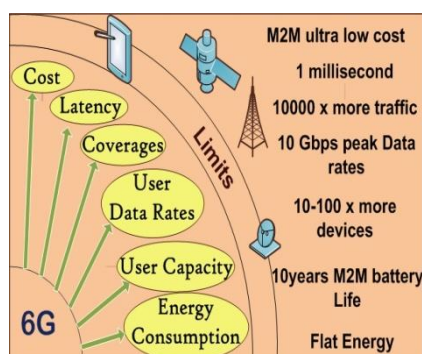 Cost
Latency
Coverages
User
Data Rates
User Capacity
Energy
Consumption
6G
Limits
M2M ultra low cost
1 millisecond
10000 x more traffic
10 Gbps peak Data
rates
10-100 x more
devices
10years M2M battery
Life
Flat Energy